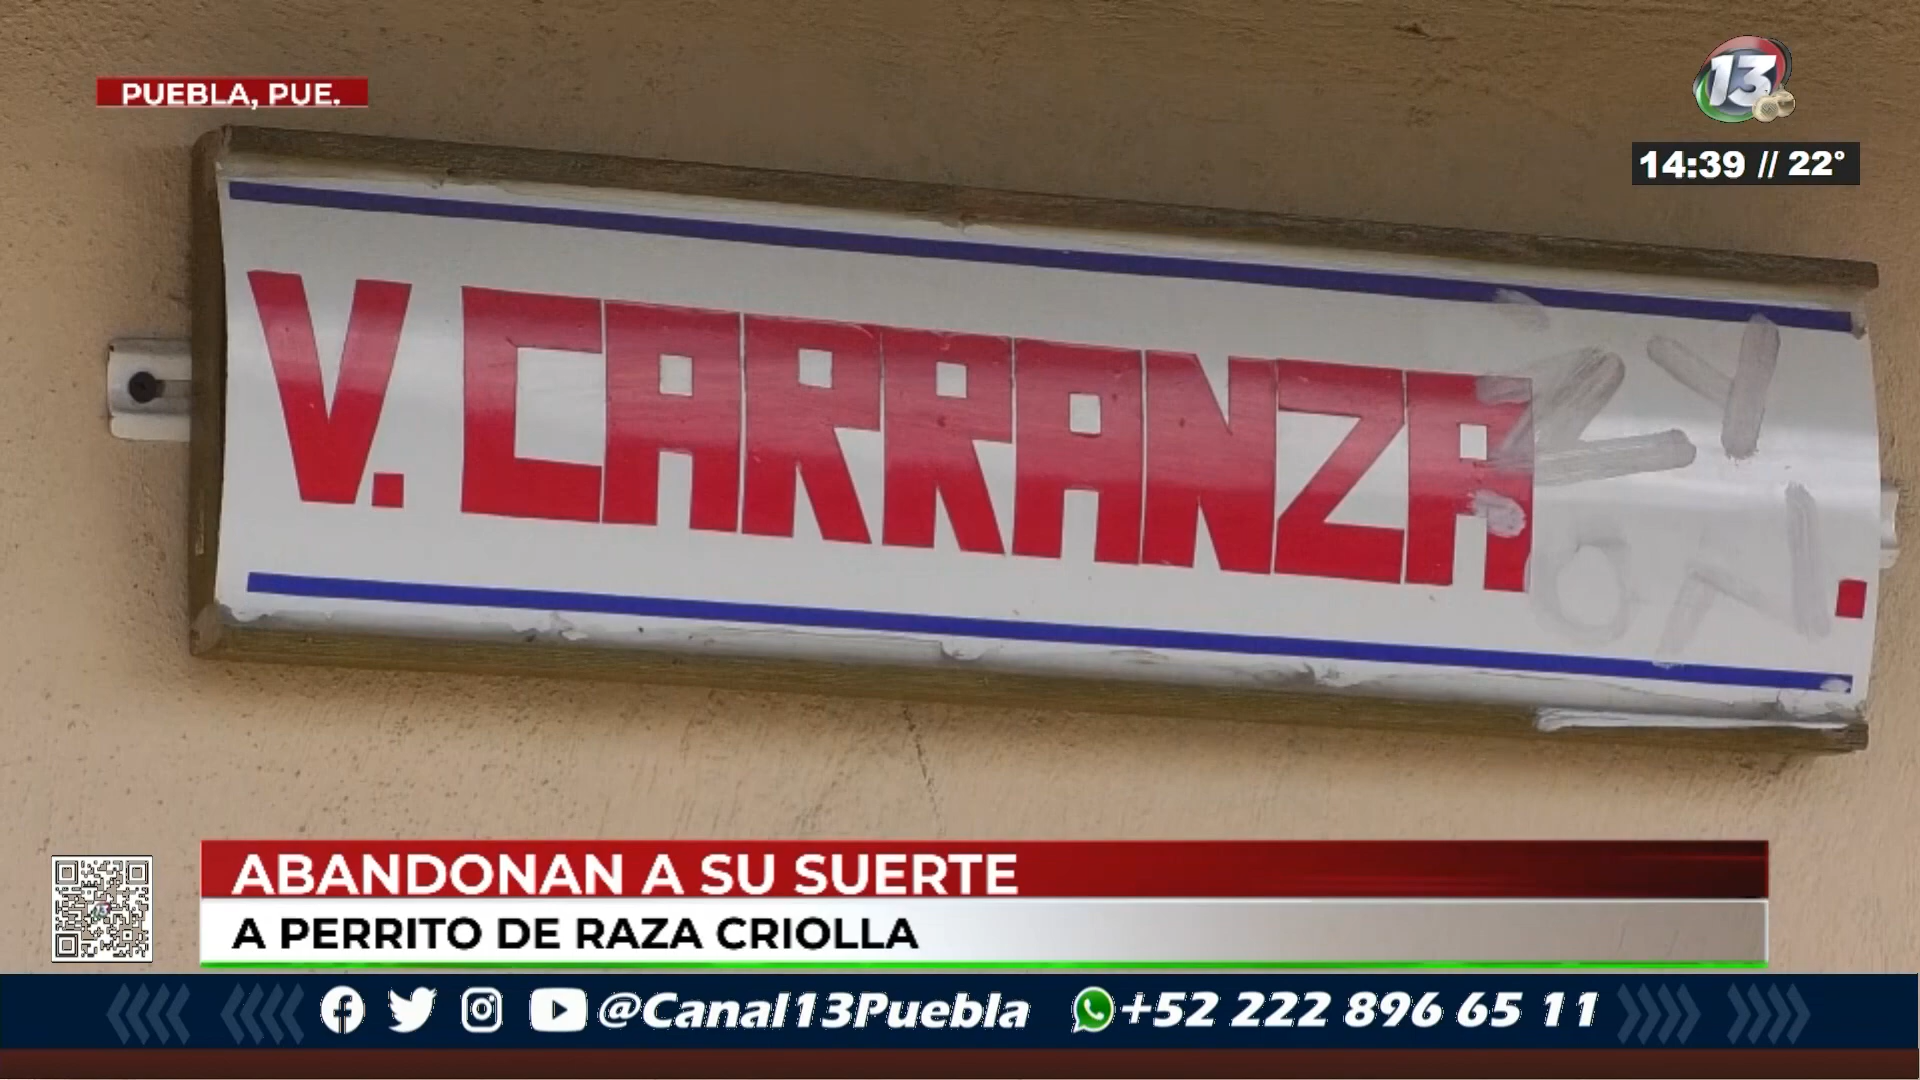 PUEBLA, PUE.
13
14:39 // 22°
V. CARRANZA
ABANDONAN A SU SUERTE
A PERRITO DE RAZA CRIOLLA
@Canal13Puebla
+52 222 896 65 11